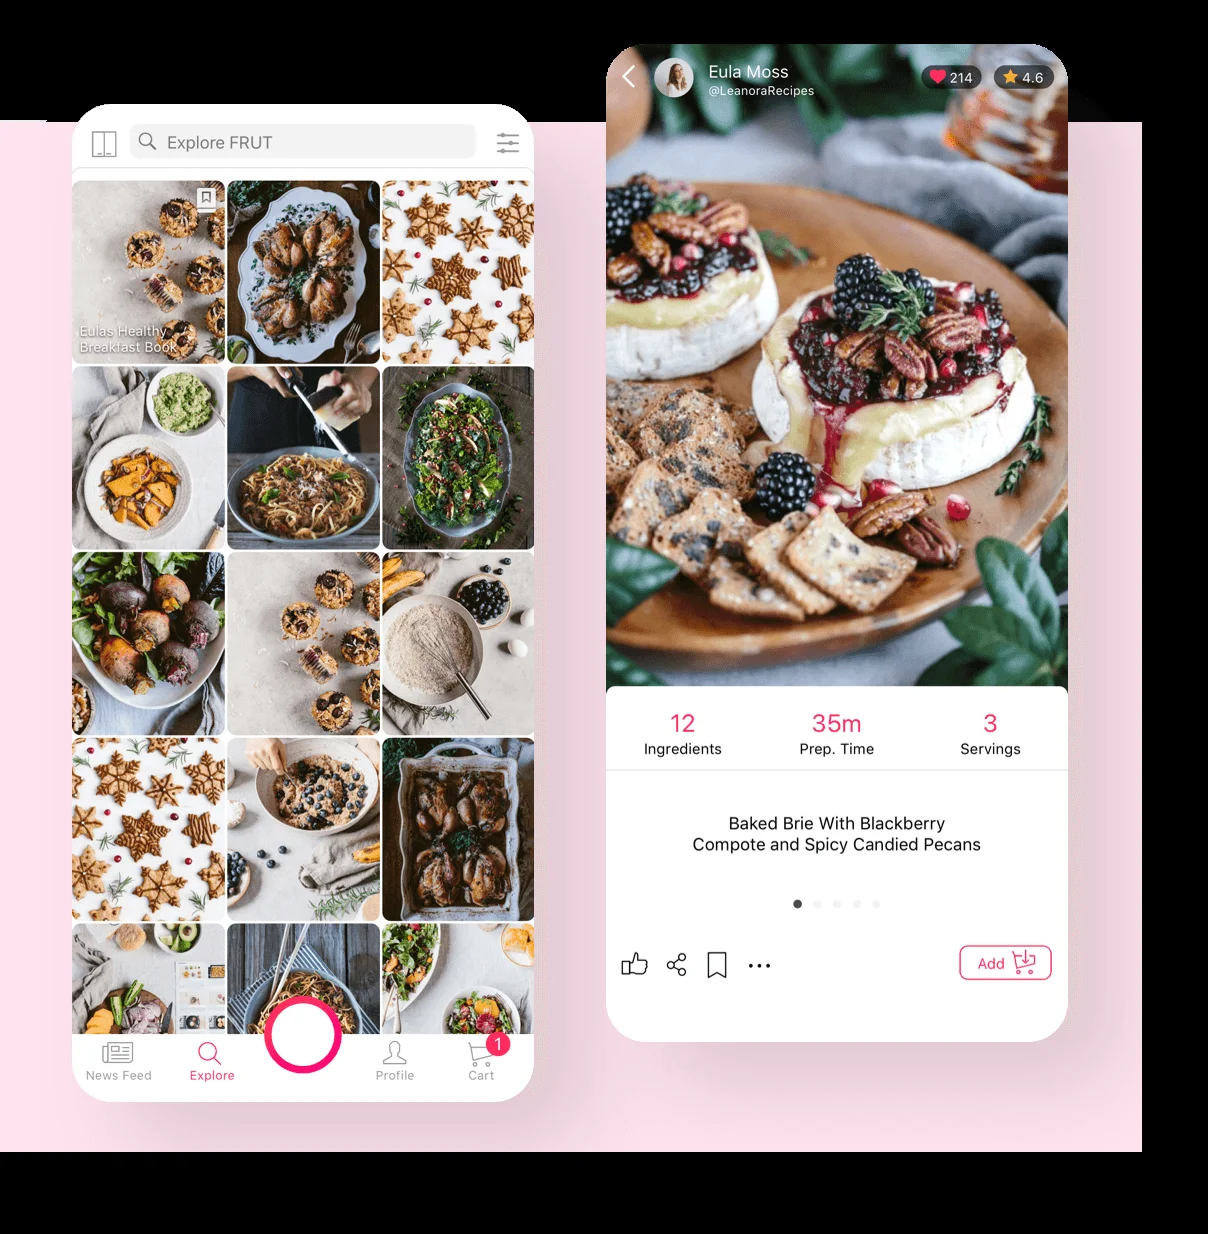 Explore FRUT
Eulas Healthy
Breakfast Book
News Feed
Explore
Profile
1
Cart
Eula Moss
@LeanoraRecipes
214
4.6
12
Ingredients
35m
Prep. Time
3
Servings
Baked Brie With Blackberry
Compote and Spicy Candied Pecans
Add